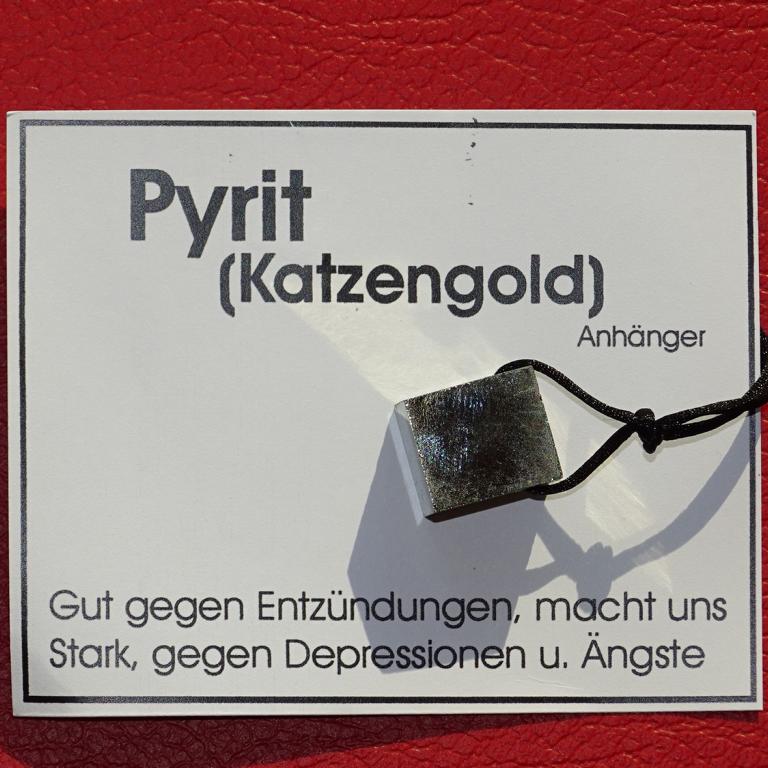 Pyrit
(Katzengold)
Anhänger
Gut gegen Entzündungen, macht uns
Stark, gegen Depressionen u. Ängste